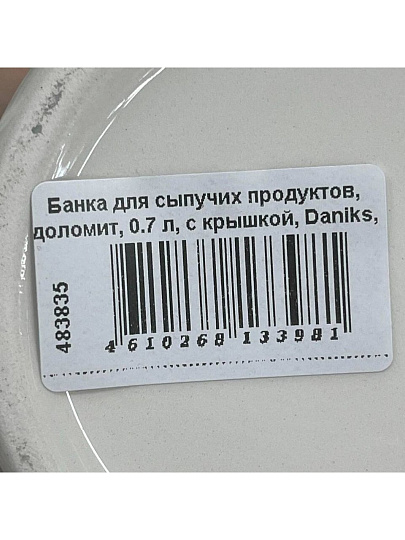 Банка для сыпучих продуктов,
доломит, 0.7 л, с крышкой, Daniks,
483835
4 610268 133981